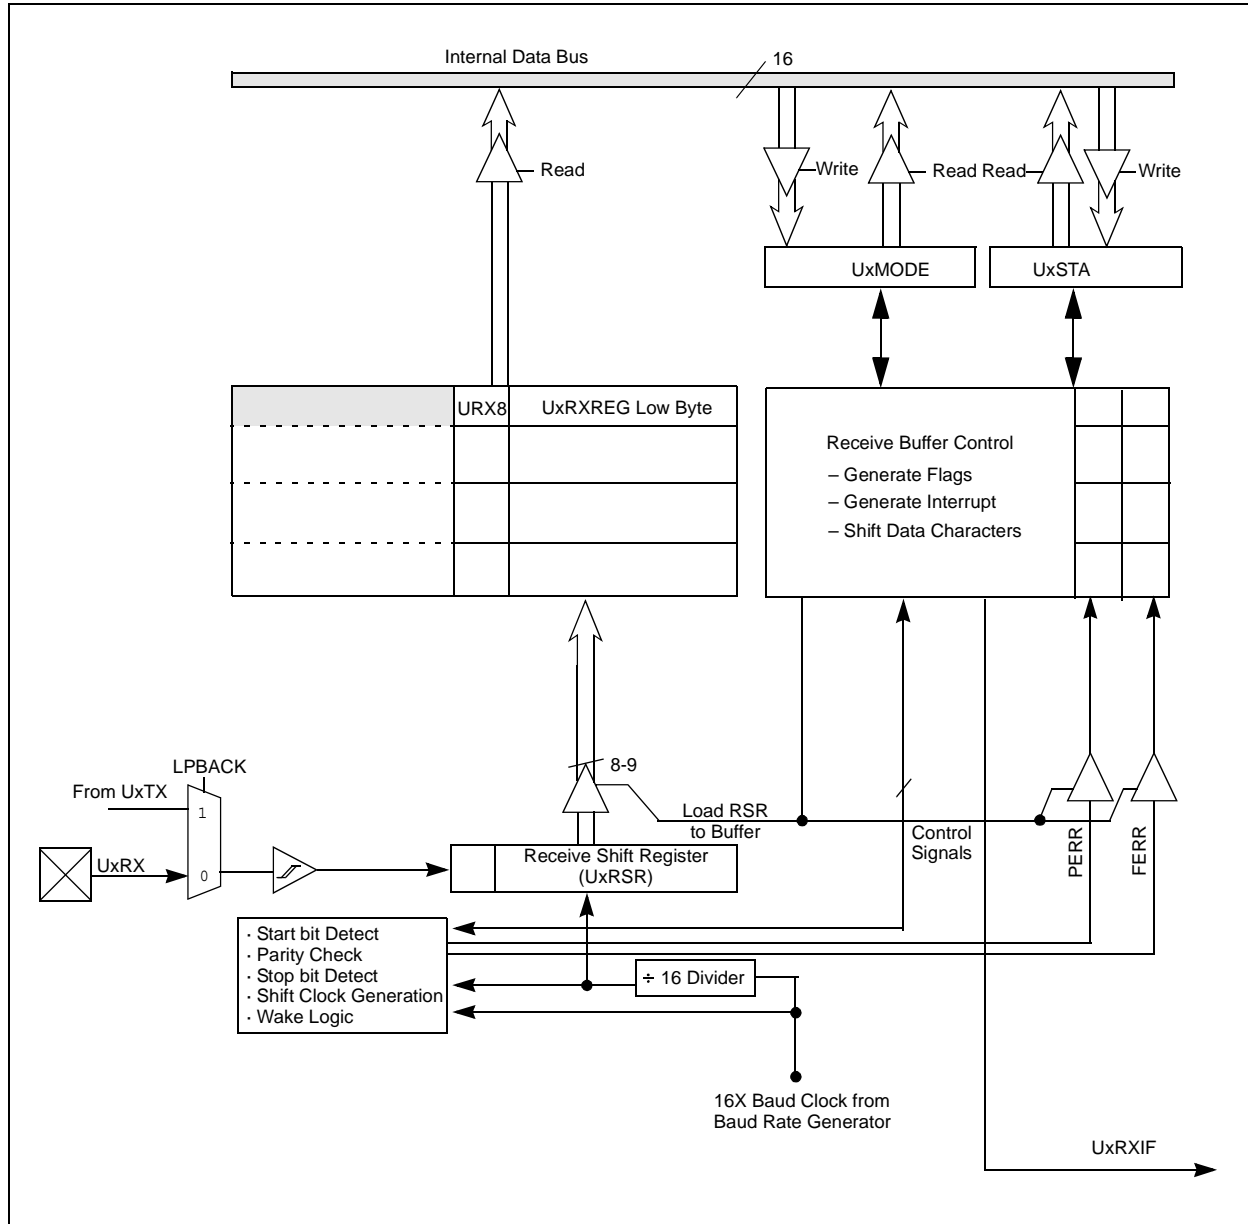 Internal Data Bus
16
Read
Write
Read Read
Write
UxMODE
UxSTA
URX8
UxRXREG Low Byte
Receive Buffer Control
– Generate Flags
– Generate Interrupt
– Shift Data Characters
LPBACK
8-9
From UxTX
1
Load RSR
to Buffer
Control
Signals
PERR
FERR
UxRX
0
Receive Shift Register
(UxRSR)
· Start bit Detect
· Parity Check
· Stop bit Detect
· Shift Clock Generation
· Wake Logic
÷ 16 Divider
16X Baud Clock from
Baud Rate Generator
UxRXIF